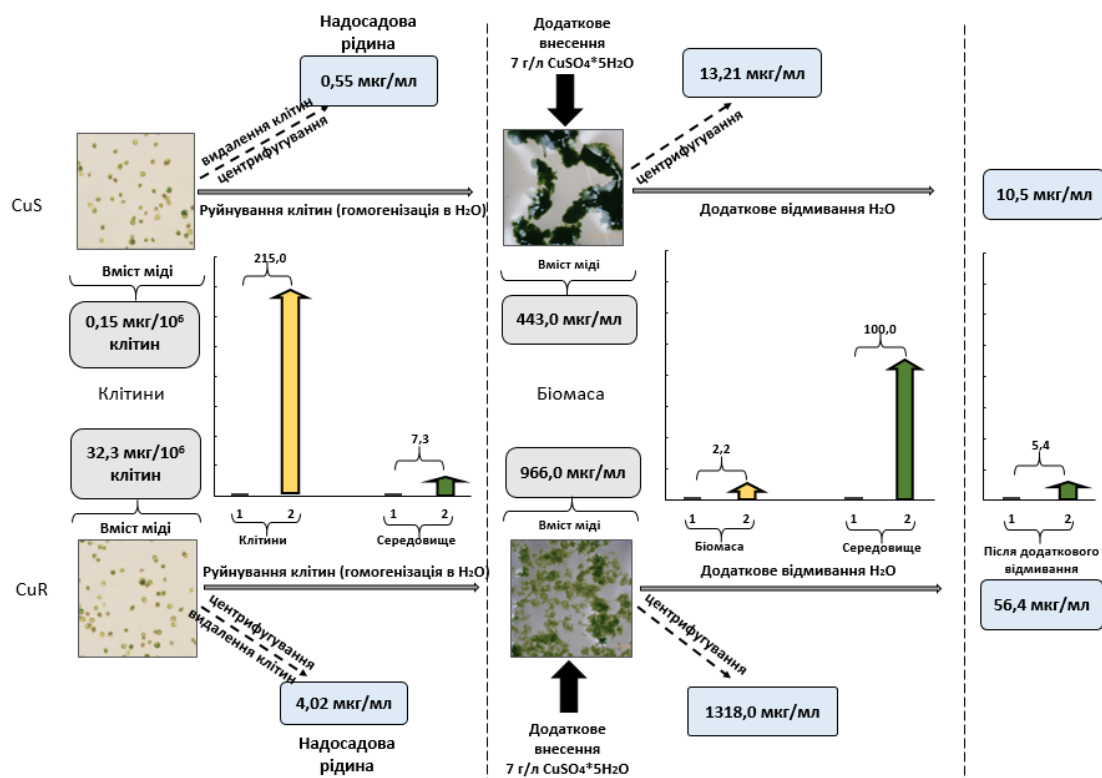 Надосадова
рідина
0,55 мкг/мл
видалення клітин
центрифугування
Додаткове
внесення
7 г/л CuSO₄*5H₂O
13,21 мкг/мл
центрифугування
CuS
Руйнування клітин (гомогенізація в H₂O)
Додаткове відмивання H₂O
10,5 мкг/мл
Вміст міді
0,15 мкг/10⁶
клітин
Клітини
32,3 мкг/10⁶
клітин
Вміст міді
215,0
7,3
1 2
Клітини
1 2
Середовище
Вміст міді
443,0 мкг/мл
Біомаса
966,0 мкг/мл
Вміст міді
2,2
100,0
1 2
Біомаса
1 2
Середовище
5,4
1 2
Після додаткового
відмивання
56,4 мкг/мл
CuR
Руйнування клітин (гомогенізація в H₂O)
Додаткове відмивання H₂O
центрифугування
видалення клітин
4,02 мкг/мл
Надосадова
рідина
центрифугування
1318,0 мкг/мл
Додаткове
внесення
7 г/л CuSO₄*5H₂O